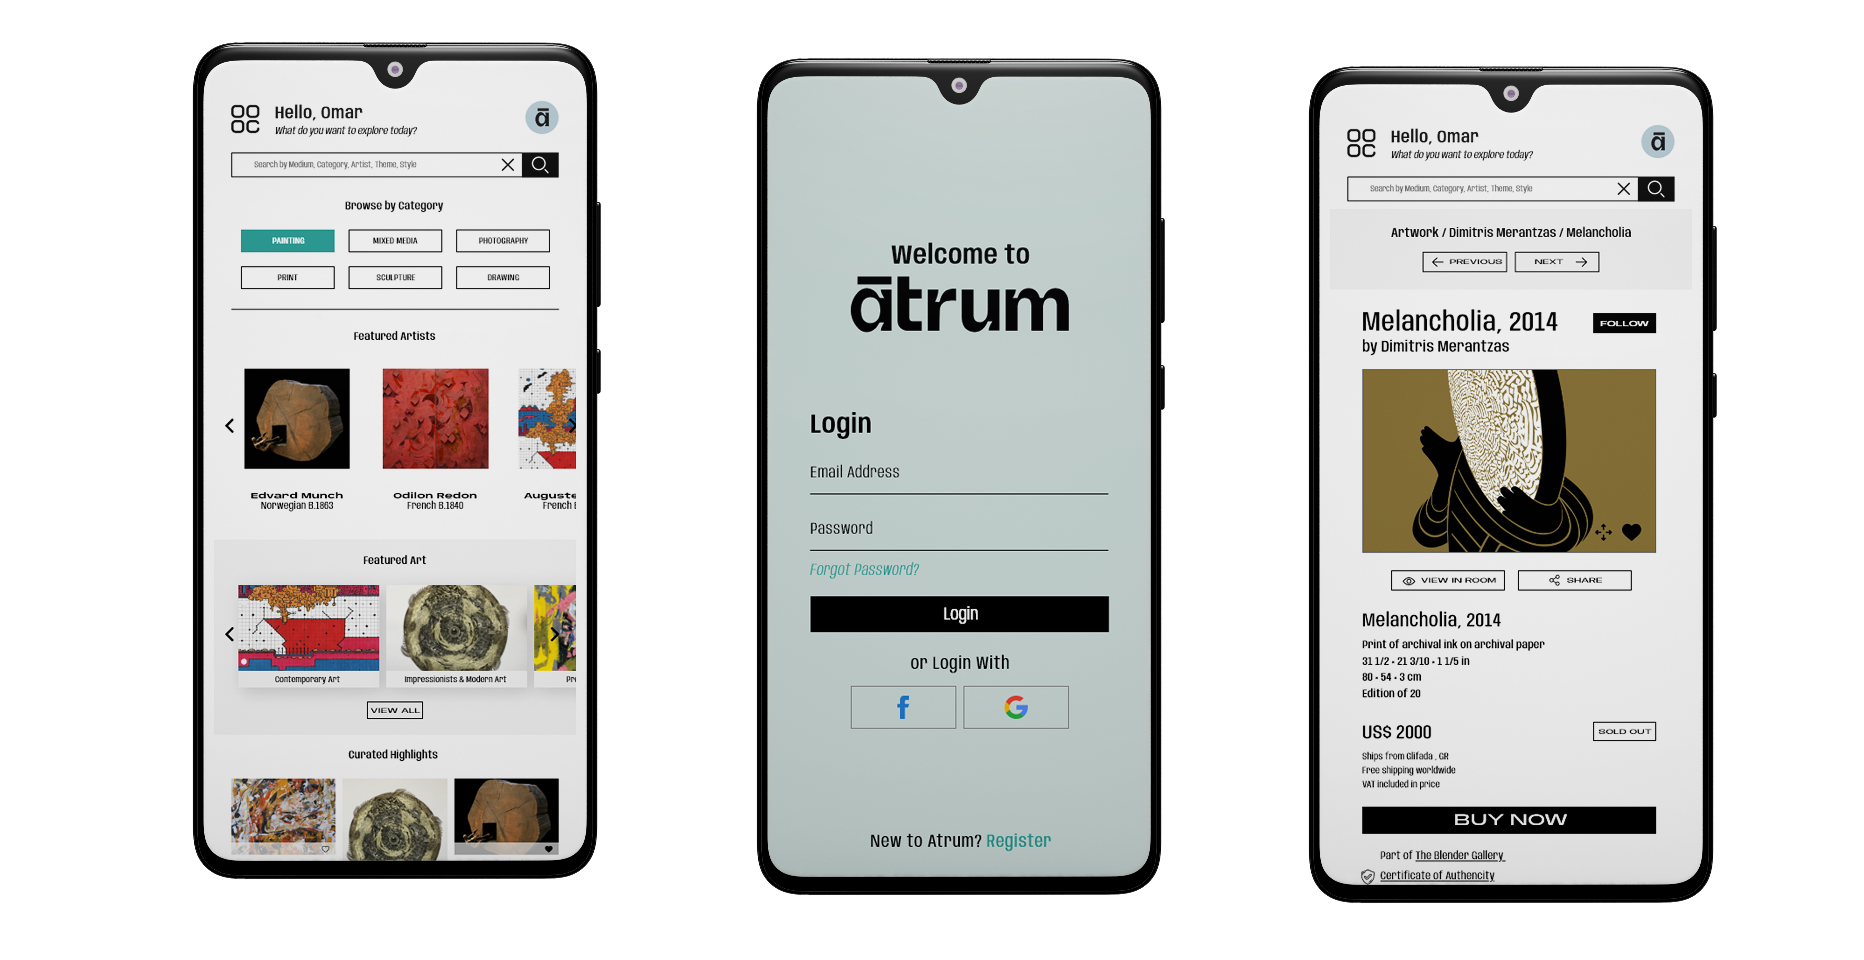 Hello, Omar
What do you want to explore today?
ā
Search by Medium, Category, Artist, Theme, Style
Browse by Category
PAINTING
MIXED MEDIA
PHOTOGRAPHY
PRINT
SCULPTURE
DRAWING
Featured Artists
Edvard Munch
Norwegian B.1863
Odilon Redon
French B.1840
Auguste
French
Featured Art
Contemporary Art
Impressionists & Modern Art
Pr
VIEW ALL
Curated Highlights
Welcome to
ātrum
Login
Email Address
Password
Forgot Password?
Login
or Login With
f
G
New to Atrum? Register
Hello, Omar
What do you want to explore today?
ā
Search by Medium, Category, Artist, Theme, Style
Artwork / Dimitris Merantzas / Melancholia
PREVIOUS
NEXT
Melancholia, 2014
FOLLOW
by Dimitris Merantzas
VIEW IN ROOM
SHARE
Melancholia, 2014
Print of archival ink on archival paper
31 1/2 • 21 3/10 • 1 1/5 in
80 • 54 • 3 cm
Edition of 20
US$ 2000
SOLD OUT
Ships from Glifada , GR
Free shipping worldwide
VAT included in price
BUY NOW
Part of The Blender Gallery
Certificate of Authencity